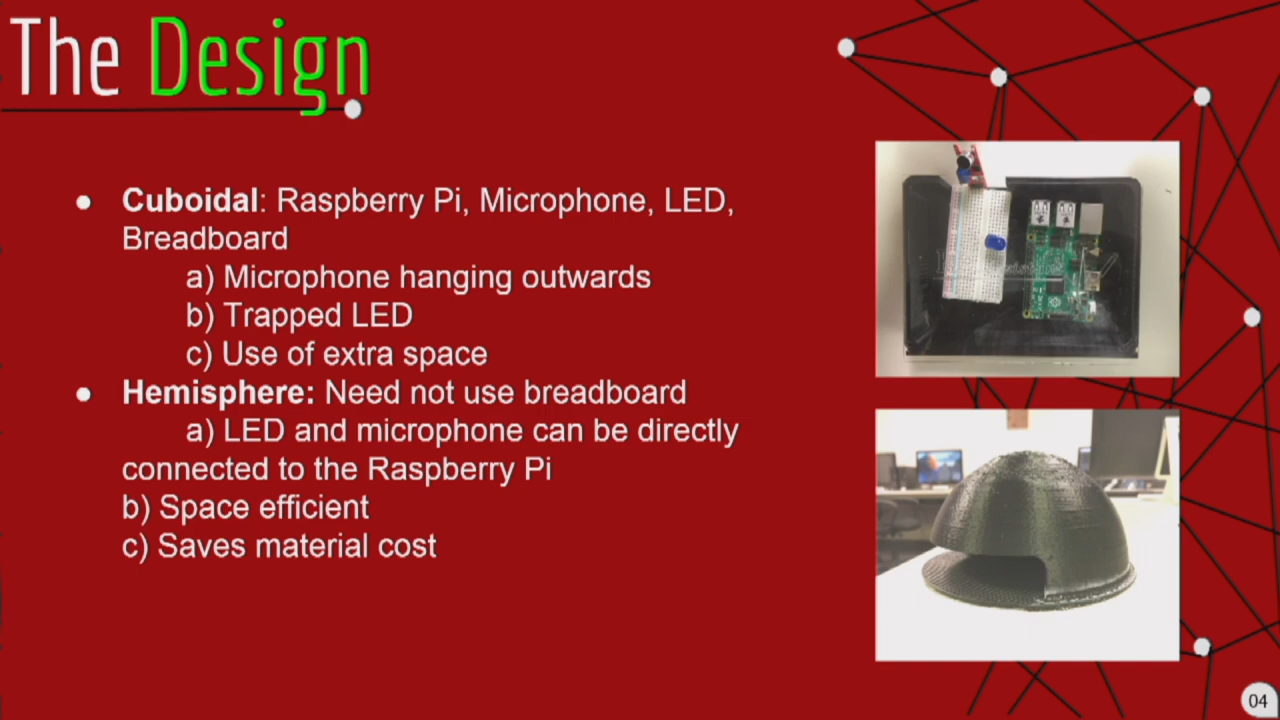 The Design
● Cuboidal: Raspberry Pi, Microphone, LED,
Breadboard
a) Microphone hanging outwards
b) Trapped LED
c) Use of extra space
● Hemisphere: Need not use breadboard
a) LED and microphone can be directly
connected to the Raspberry Pi
b) Space efficient
c) Saves material cost
04